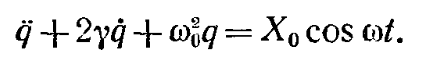 q̈ + 2γq̇ + ω₀²q = X₀ cos ωt.